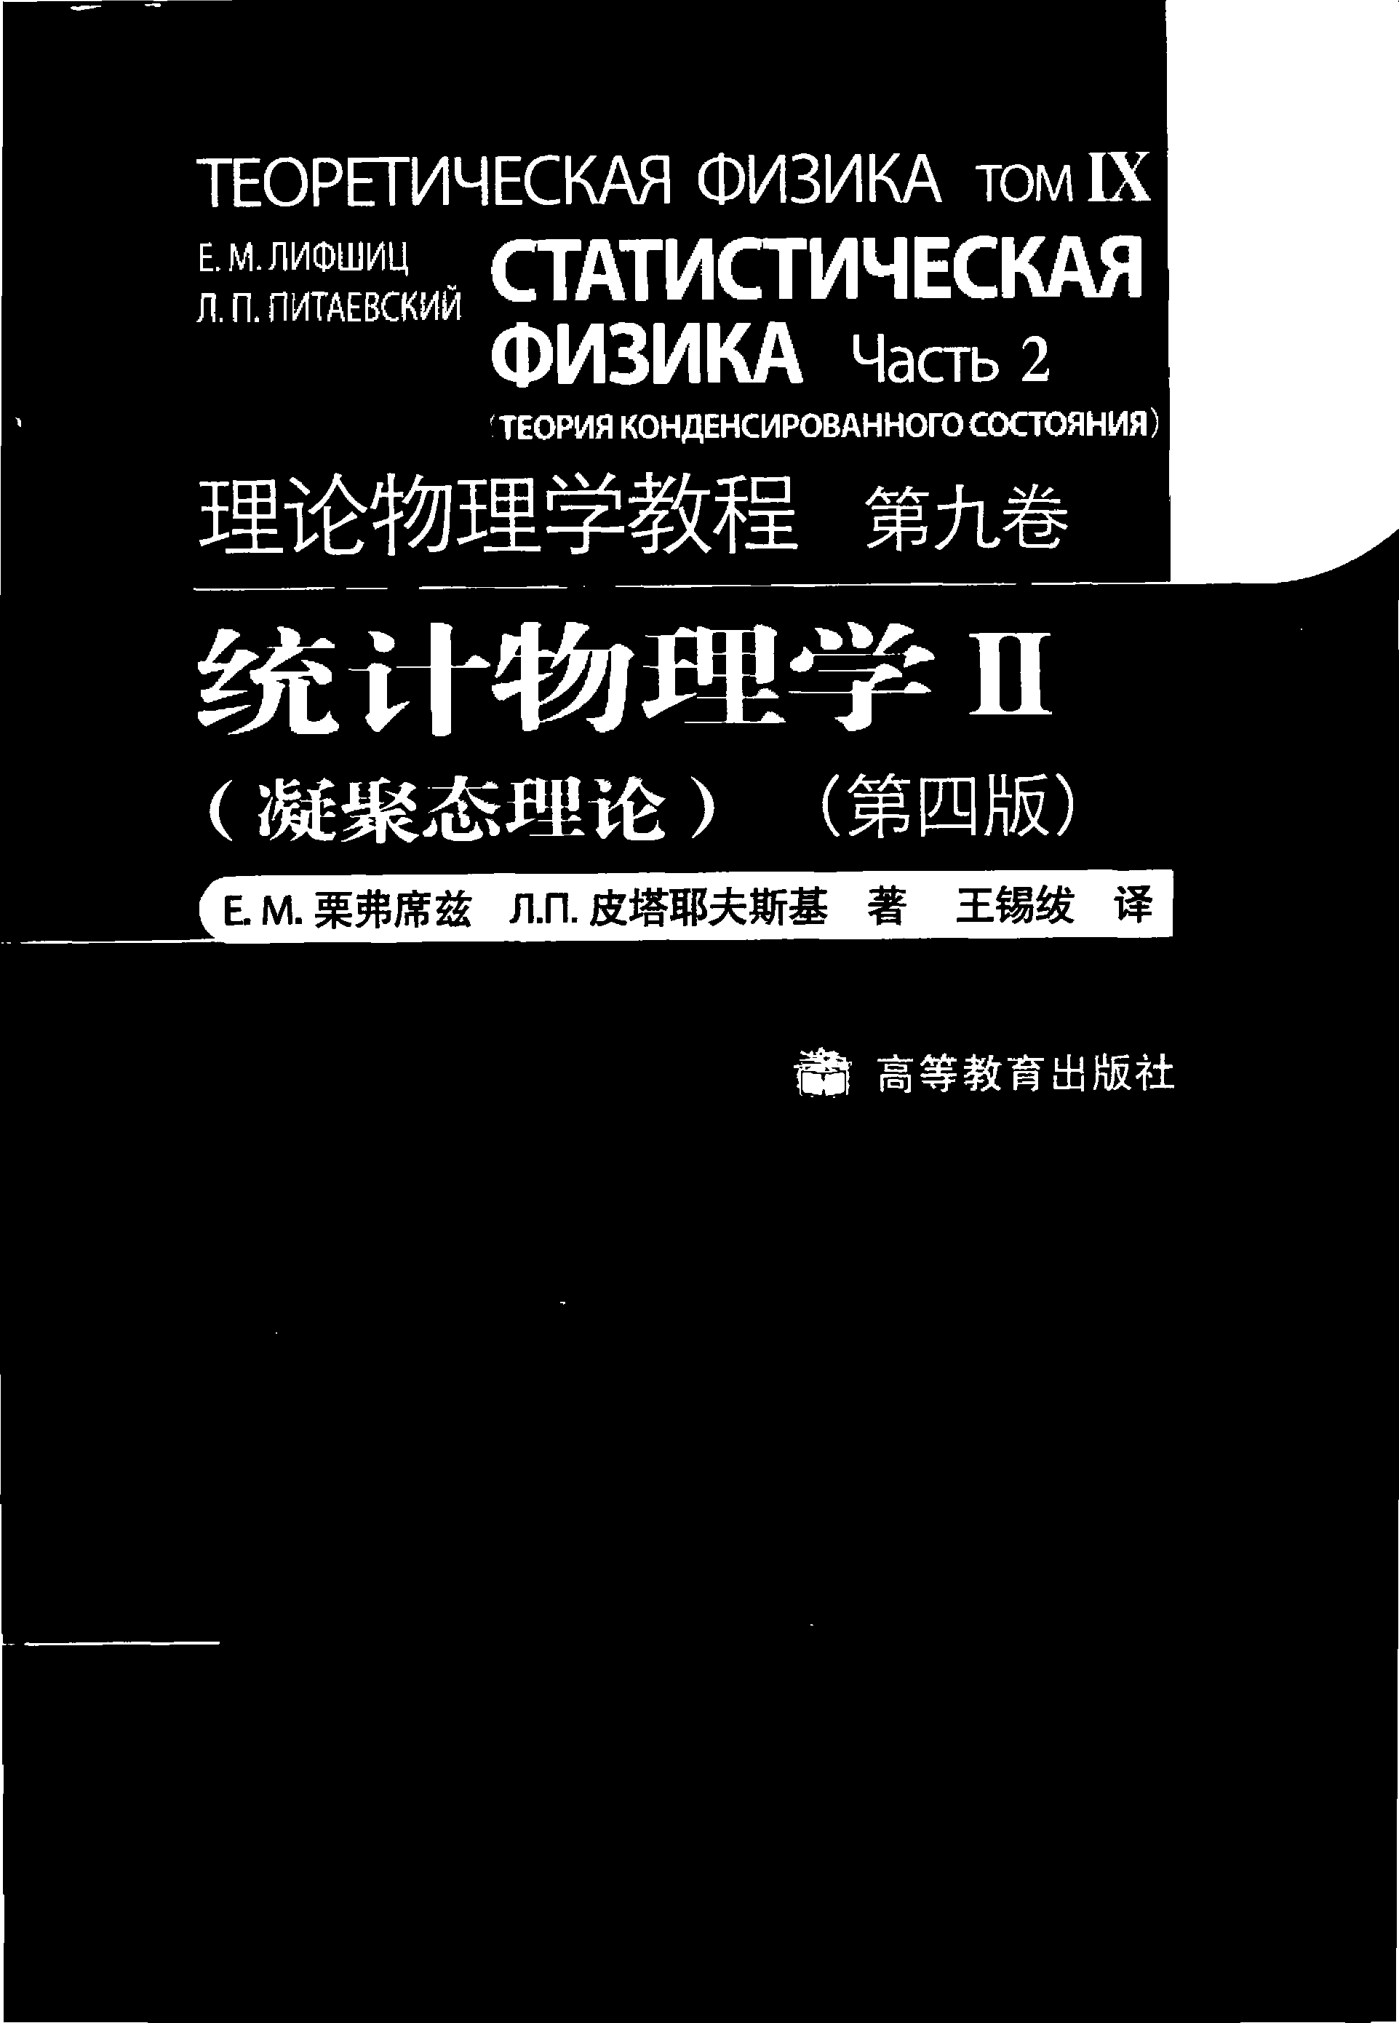 ТЕОРЕТИЧЕСКАЯ ФИЗИКА ТОМ IX
Е. М. ЛИФШИЦ
Л. П. ПИТАЕВСКИЙ
СТАТИСТИЧЕСКАЯ
ФИЗИКА Часть 2
(ТЕОРИЯ КОНДЕНСИРОВАННОГО СОСТОЯНИЯ)
理论物理学教程 第九卷
统计物理学 II
（凝聚态理论） （第四版）
Е. М. 栗弗席兹 Л.П. 皮塔耶夫斯基 著 王锡绂 译
高等教育出版社